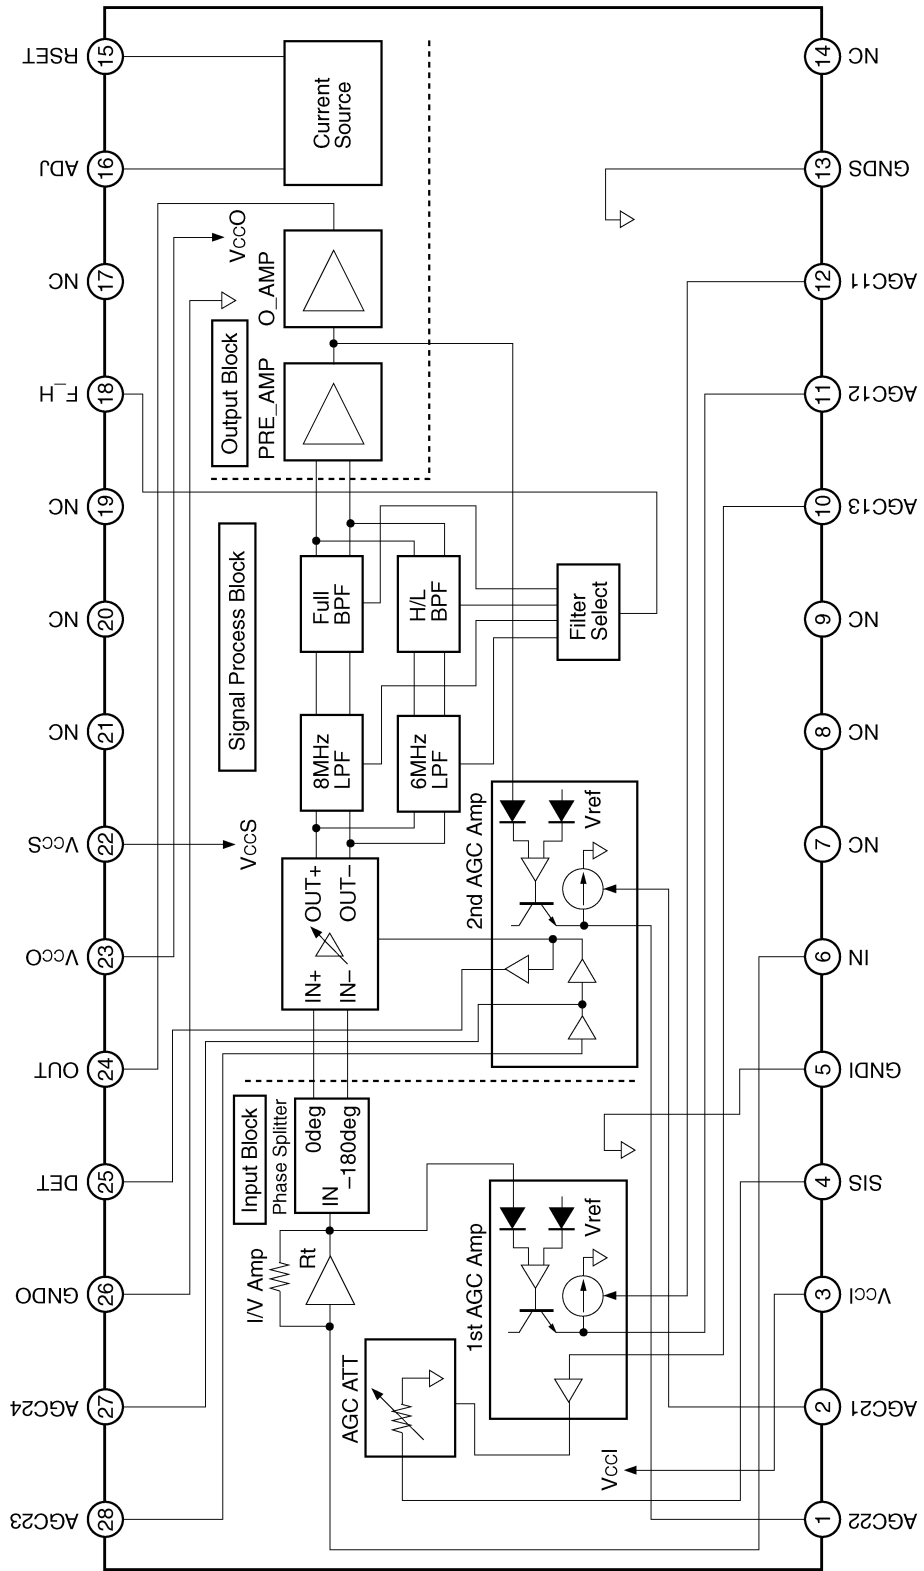 15
RSET
16
ADJ
17
NC
18
F_H
19
NC
20
NC
21
NC
22
VCCS
23
VCCO
24
OUT
25
DET
26
GNDO
27
AGC24
28
AGC23
14
NC
13
GNDS
12
AGC11
11
AGC12
10
AGC13
9
NC
8
NC
7
NC
6
IN
5
GNDI
4
SIS
3
VCCI
2
AGC21
1
AGC22
Current
Source
VCCO
O_AMP
Output Block
PRE_AMP
Signal Process Block
Full
BPF
H/L
BPF
Filter
Select
8MHz
LPF
6MHz
LPF
VCCS
OUT+
OUT−
IN+
IN−
2nd AGC Amp
Vref
Input Block
Phase Splitter
0deg
−180deg
IN
I/V Amp
Rt
1st AGC Amp
Vref
AGC ATT
VCCI